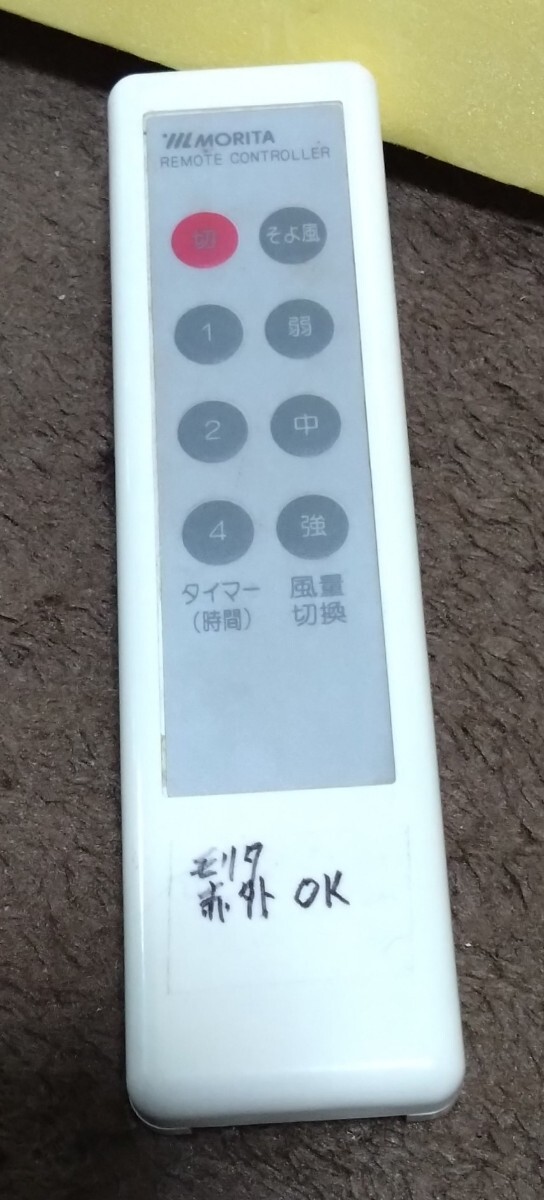 MORITA
REMOTE CONTROLLER
切 そよ風
1 弱
2 中
4 強
タイマー 風量
(時間) 切換
モリタ
赤外 OK